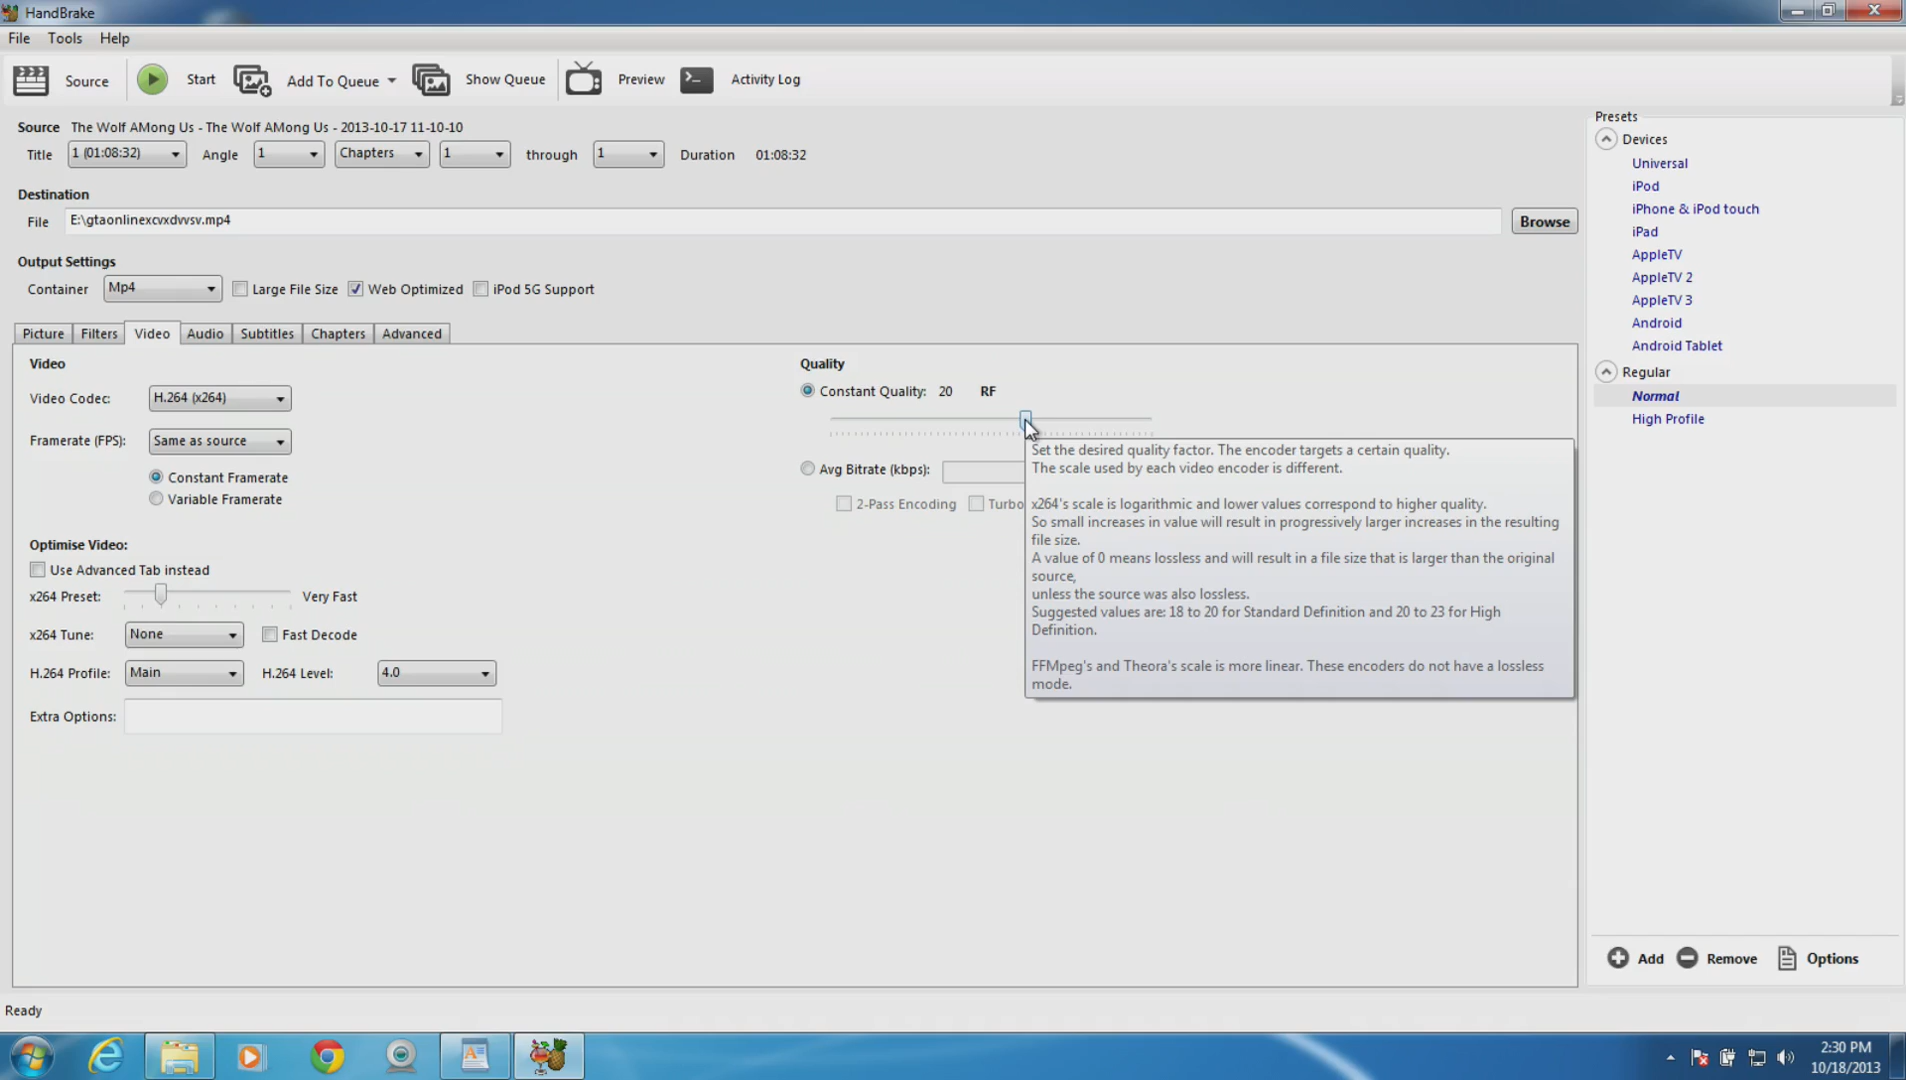 HandBrake
File Tools Help
Source Start Add To Queue Show Queue Preview Activity Log
Source The Wolf AMong Us - The Wolf AMong Us - 2013-10-17 11-10-10
Title 1 (01:08:32) Angle 1 Chapters 1 through 1 Duration 01:08:32
Destination
File E:\gtaonlinexcvxdvvsv.mp4 Browse
Output Settings
Container Mp4 Large File Size Web Optimized iPod 5G Support
Picture Filters Video Audio Subtitles Chapters Advanced
Video
Video Codec: H.264 (x264)
Framerate (FPS): Same as source
Constant Framerate
Variable Framerate
Optimise Video:
Use Advanced Tab instead
x264 Preset: Very Fast
x264 Tune: None Fast Decode
H.264 Profile: Main H.264 Level: 4.0
Extra Options:
Quality
Constant Quality: 20 RF
Avg Bitrate (kbps):
2-Pass Encoding Turbo
Set the desired quality factor. The encoder targets a certain quality.
The scale used by each video encoder is different.
x264's scale is logarithmic and lower values correspond to higher quality.
So small increases in value will result in progressively larger increases in the resulting
file size.
A value of 0 means lossless and will result in a file size that is larger than the original
source,
unless the source was also lossless.
Suggested values are: 18 to 20 for Standard Definition and 20 to 23 for High
Definition.
FFMpeg's and Theora's scale is more linear. These encoders do not have a lossless
mode.
Presets
Devices
Universal
iPod
iPhone & iPod touch
iPad
AppleTV
AppleTV 2
AppleTV 3
Android
Android Tablet
Regular
Normal
High Profile
Add Remove Options
Ready
2:30 PM
10/18/2013